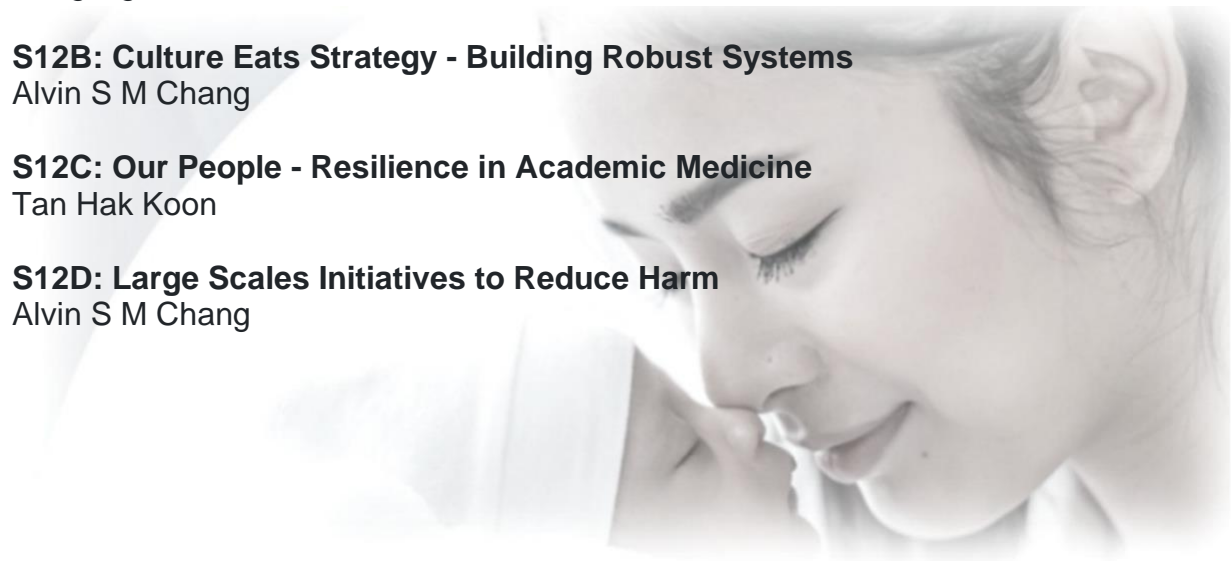 S12B: Culture Eats Strategy - Building Robust Systems
Alvin S M Chang
S12C: Our People - Resilience in Academic Medicine
Tan Hak Koon
S12D: Large Scales Initiatives to Reduce Harm
Alvin S M Chang